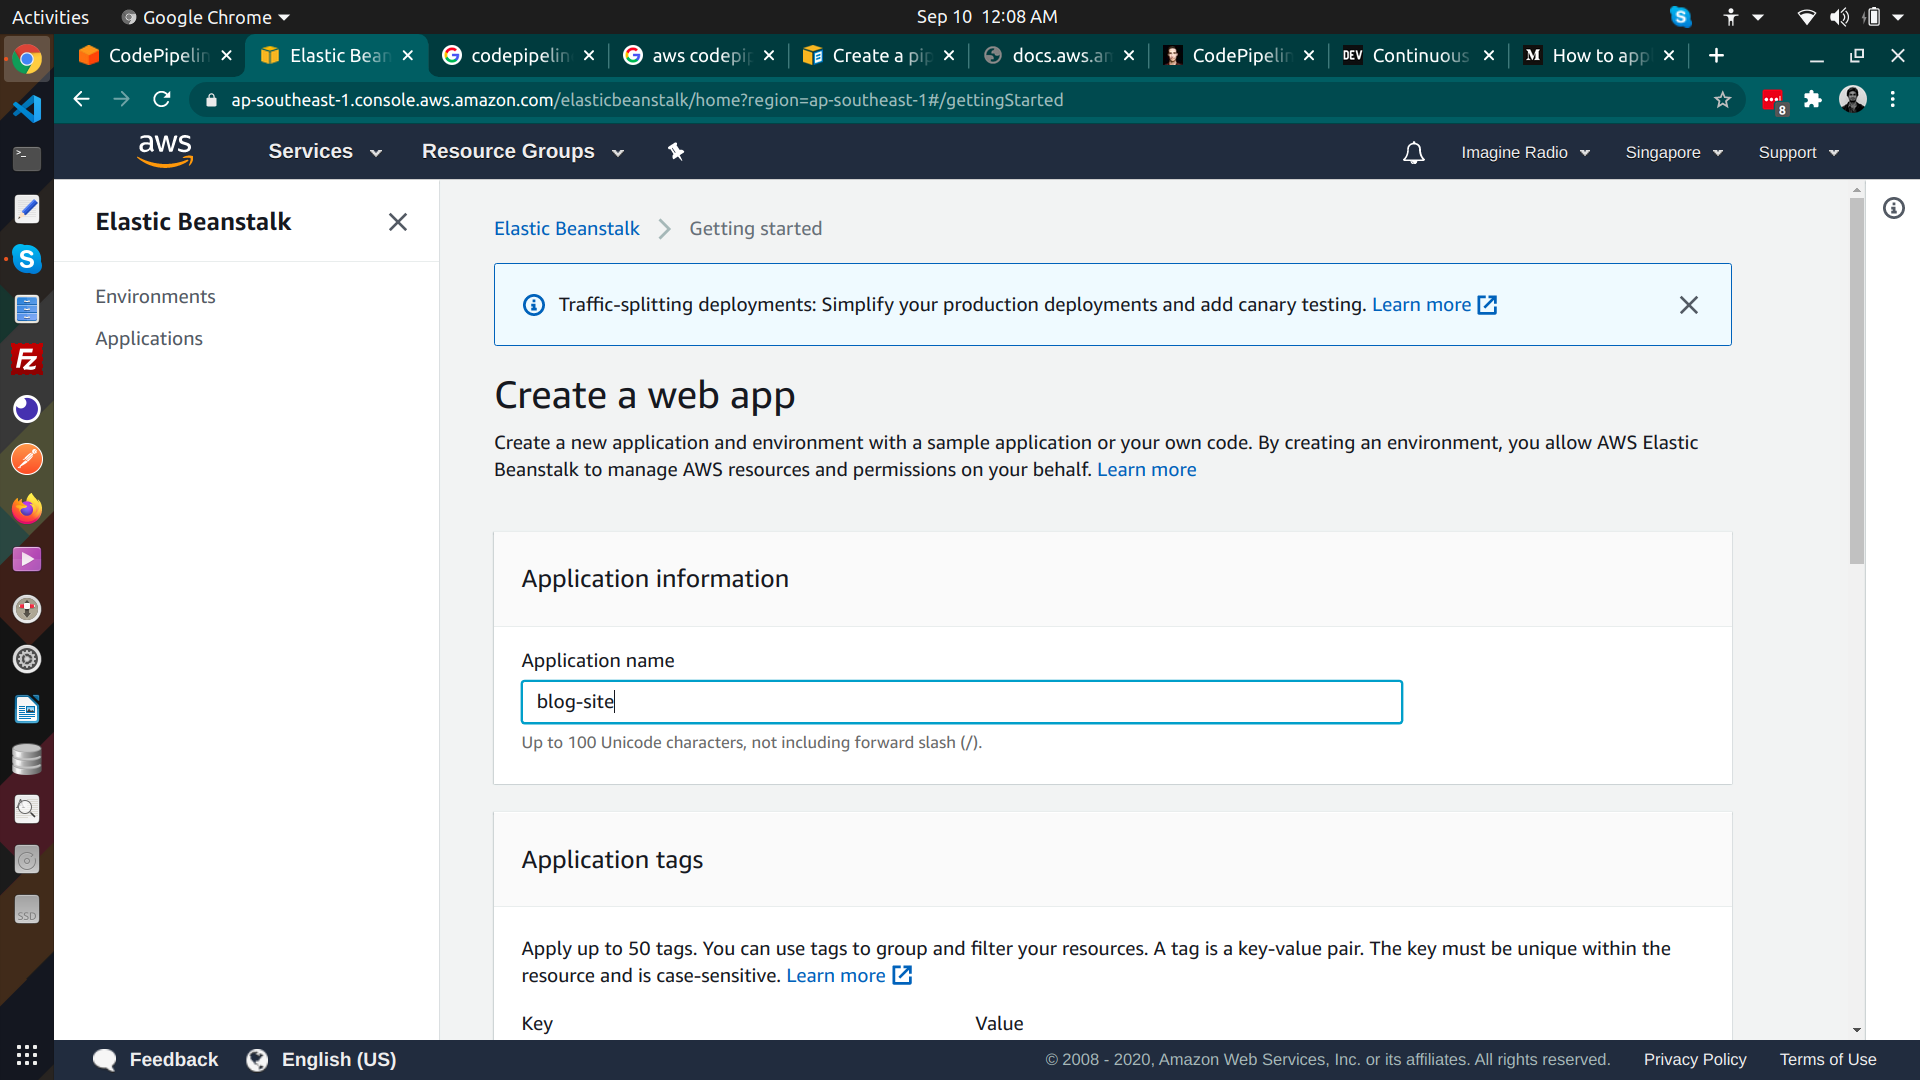 Activities
Google Chrome
Sep 10 12:08 AM
CodePipelin
Elastic Bean
codepipelin
aws codepip
Create a pip
docs.aws.am
CodePipelin
DEV
Continuous
M
How to app
ap-southeast-1.console.aws.amazon.com/elasticbeanstalk/home?region=ap-southeast-1#/gettingStarted
8
aws
Services
Resource Groups
Imagine Radio
Singapore
Support
Elastic Beanstalk
Environments
Applications
Elastic Beanstalk
Getting started
Traffic-splitting deployments: Simplify your production deployments and add canary testing. Learn more
Create a web app
Create a new application and environment with a sample application or your own code. By creating an environment, you allow AWS Elastic
Beanstalk to manage AWS resources and permissions on your behalf. Learn more
Application information
Application name
blog-site
Up to 100 Unicode characters, not including forward slash (/).
Application tags
Apply up to 50 tags. You can use tags to group and filter your resources. A tag is a key-value pair. The key must be unique within the
resource and is case-sensitive. Learn more
Key
Value
SSD
Feedback
English (US)
© 2008 - 2020, Amazon Web Services, Inc. or its affiliates. All rights reserved.
Privacy Policy
Terms of Use